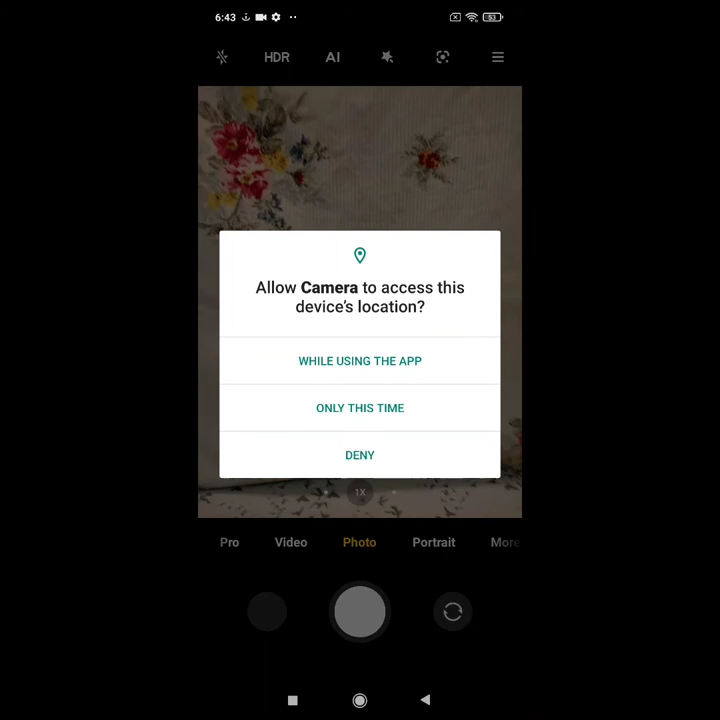 6:43
53
HDR AI
Allow Camera to access this
device's location?
WHILE USING THE APP
ONLY THIS TIME
DENY
1X
Pro Video Photo Portrait More